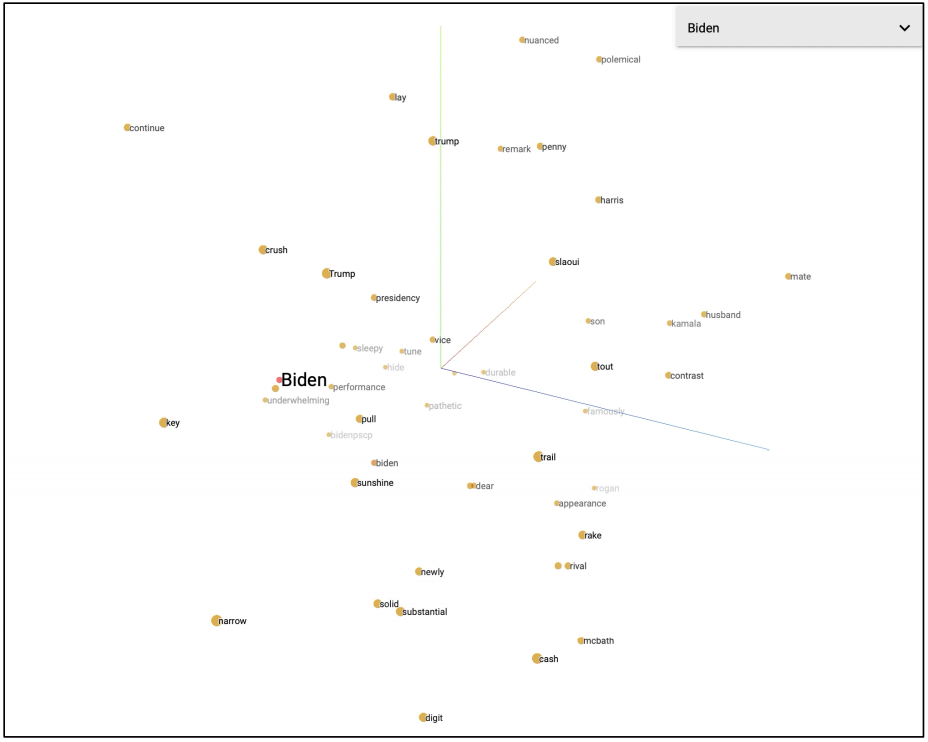 Biden
nuanced
polemical
lay
continue
trump
remark
penny
harris
crush
slaoui
Trump
mate
presidency
husband
son
kamala
vice
sleepy
tune
hide
tout
durable
contrast
Biden
performance
underwhelming
pathetic
famously
pull
key
bidenpscp
trail
biden
sunshine
dear
rogan
appearance
rake
rival
newly
solid
substantial
narrow
mcbath
cash
digit